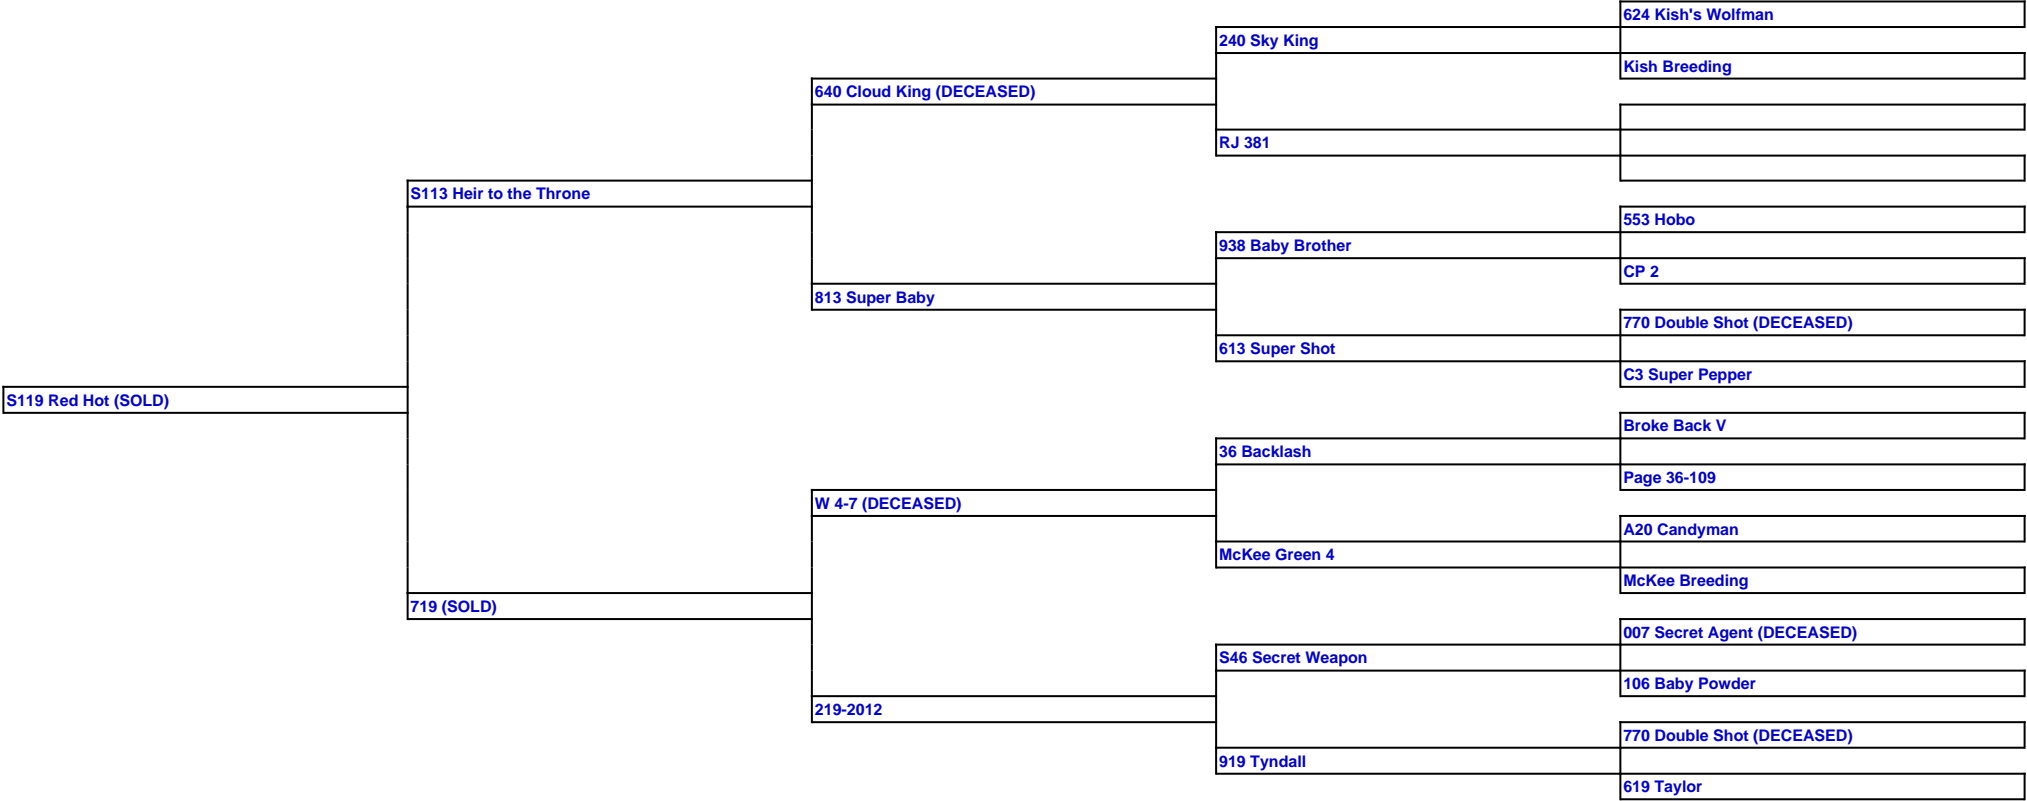 624 Kish's Wolfman
240 Sky King
Kish Breeding
640 Cloud King (DECEASED)
RJ 381
S113 Heir to the Throne
553 Hobo
938 Baby Brother
CP 2
813 Super Baby
770 Double Shot (DECEASED)
613 Super Shot
C3 Super Pepper
S119 Red Hot (SOLD)
Broke Back V
36 Backlash
Page 36-109
W 4-7 (DECEASED)
A20 Candyman
McKee Green 4
McKee Breeding
719 (SOLD)
007 Secret Agent (DECEASED)
S46 Secret Weapon
106 Baby Powder
219-2012
770 Double Shot (DECEASED)
919 Tyndall
619 Taylor